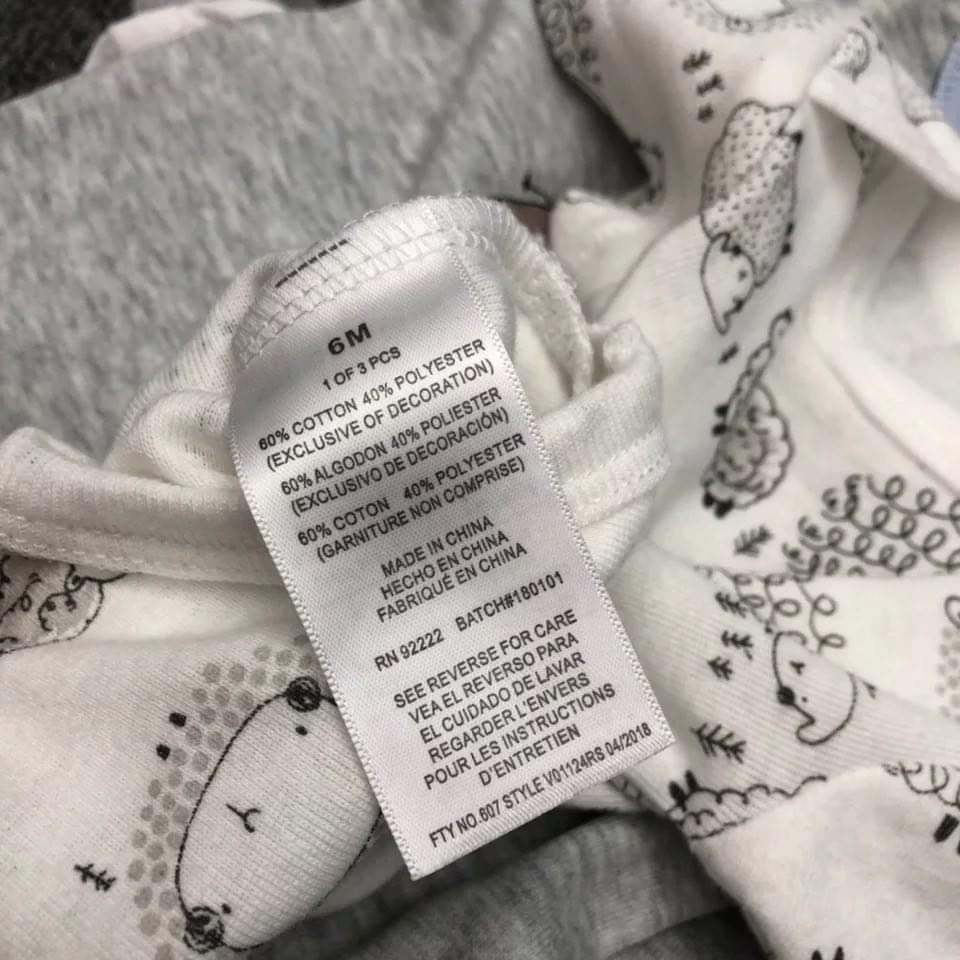 6M
1 OF 3 PCS
60% COTTON 40% POLYESTER
(EXCLUSIVE OF DECORATION)
60% ALGODON 40% POLIESTER
(EXCLUSIVO DE DECORACIÓN)
60% COTON 40% POLYESTER
(GARNITURE NON COMPRISE)
MADE IN CHINA
HECHO EN CHINA
FABRIQUÉ EN CHINA
RN 92222 BATCH#180101
SEE REVERSE FOR CARE
VEA EL REVERSO PARA
EL CUIDADO DE LAVAR
REGARDER L'ENVERS
POUR LES INSTRUCTIONS
D'ENTRETIEN
FTY NO.607 STYLE V01124RS 04/2018